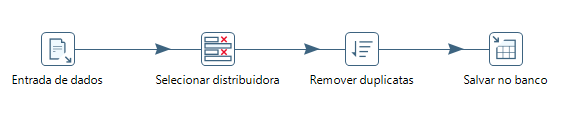 Entrada de dados
Selecionar distribuidora
Remover duplicatas
Salvar no banco